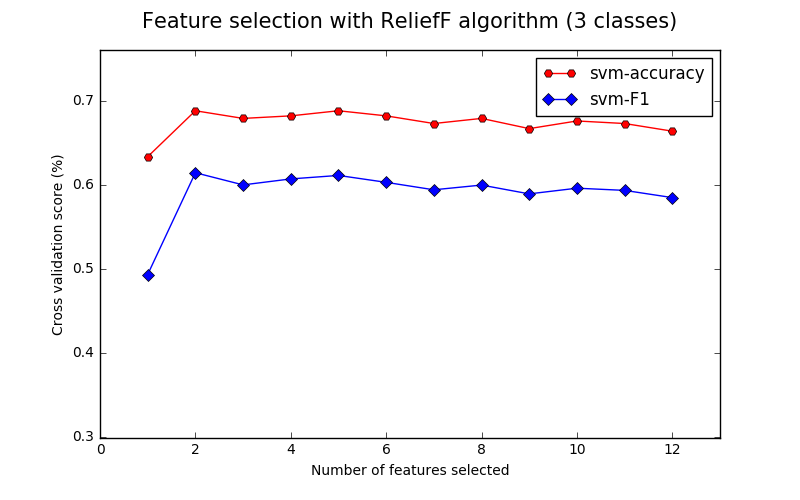 Feature selection with ReliefF algorithm (3 classes)
svm-accuracy
svm-F1
Cross validation score (%)
0.7
0.6
0.5
0.4
0.3
0 2 4 6 8 10 12
Number of features selected